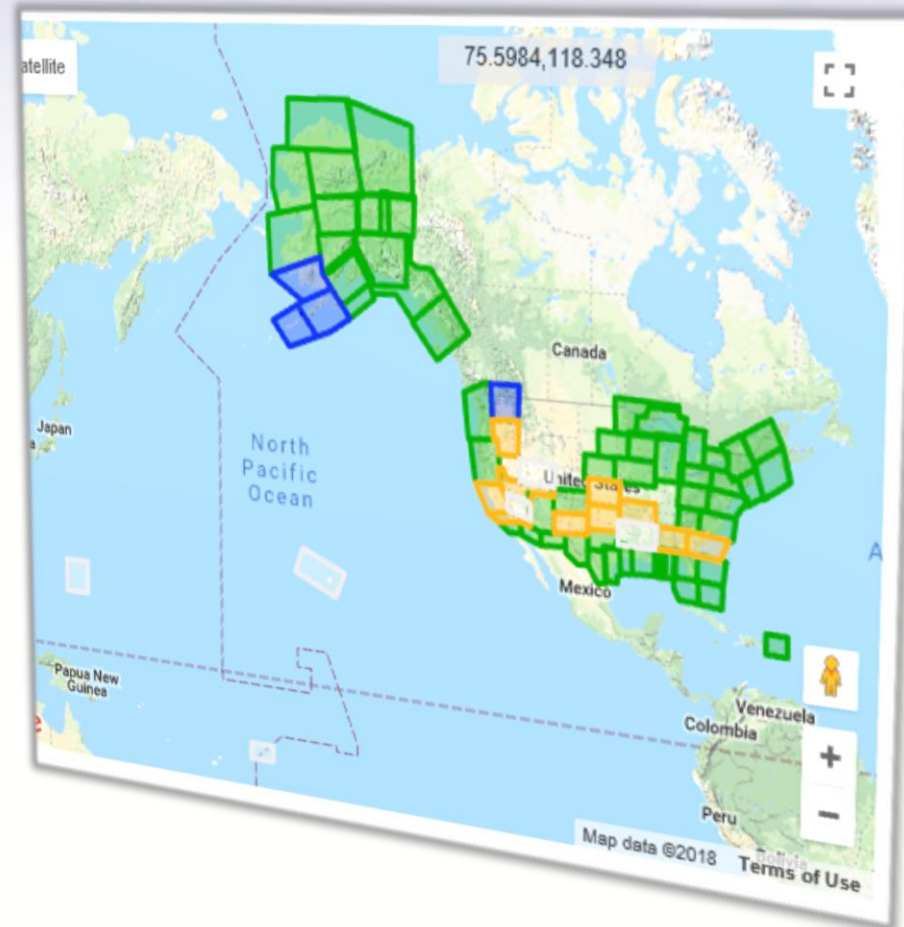 atellite
75.5984,118.348
Canada
Japan
a
North
Pacific
Ocean
United States
A
Mexico
Papua New
Guinea
e
Venezuela
Colombia
+
−
Peru
Bolivia
Map data ©2018 Terms of Use